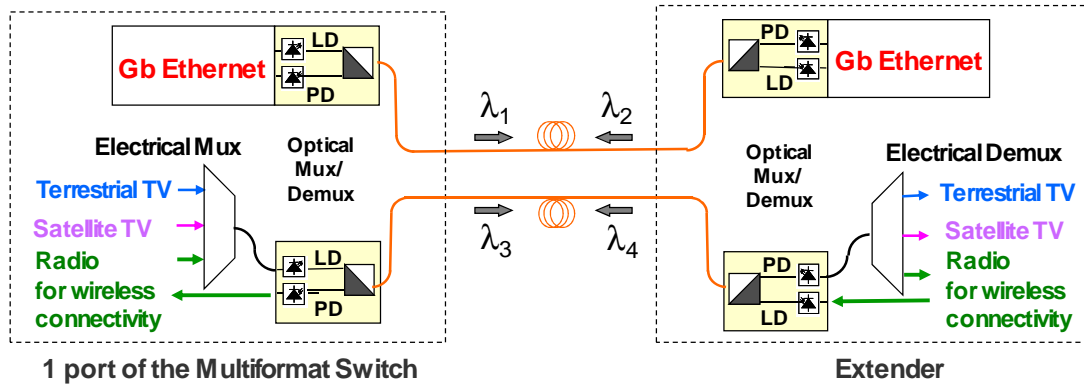 LD
Gb Ethernet
PD
λ1
λ2
PD
Gb Ethernet
LD
Electrical Mux
Optical
Mux/
Demux
Terrestrial TV
Satellite TV
Radio
for wireless
connectivity
LD
PD
λ3
λ4
Optical
Mux/
Demux
Electrical Demux
Terrestrial TV
Satellite TV
Radio
for wireless
connectivity
PD
LD
1 port of the Multiformat Switch
Extender